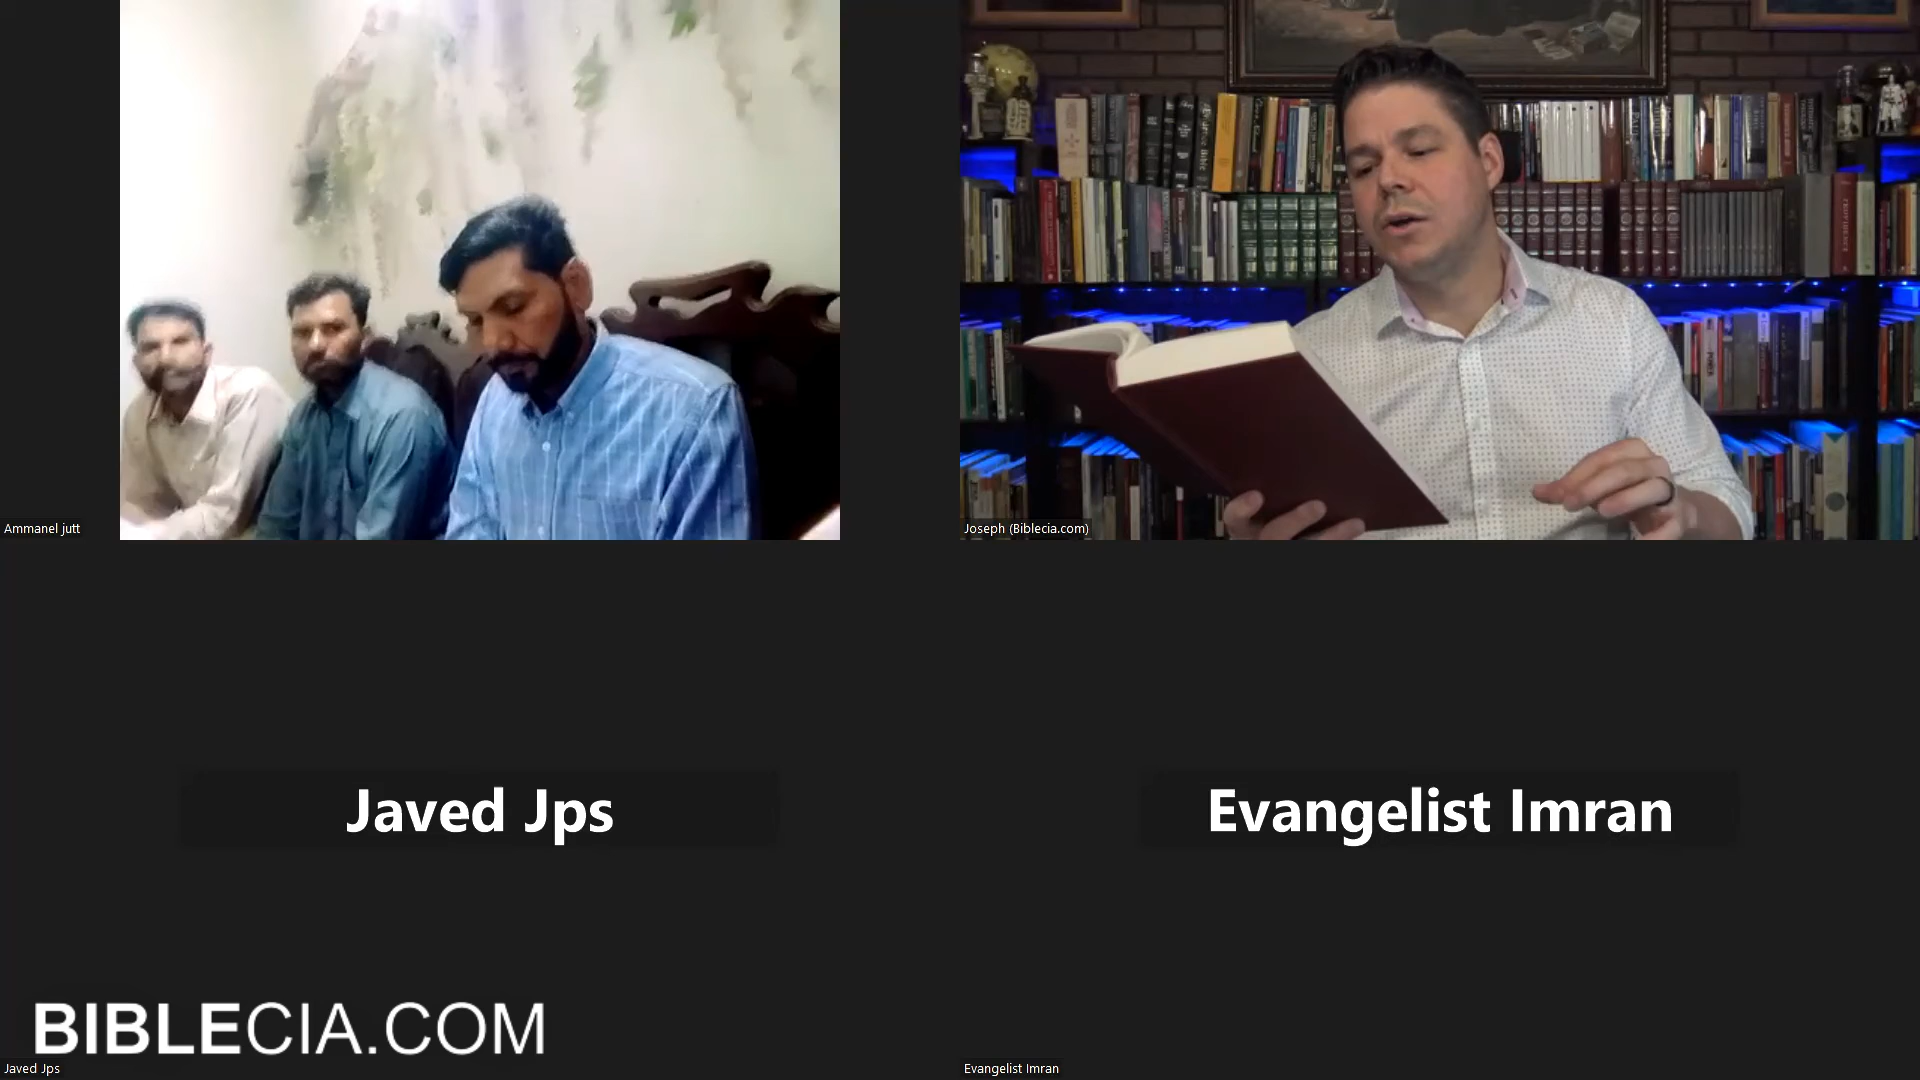 Ammanel jutt
Joseph (Biblecia.com)
Javed Jps
Evangelist Imran
BIBLECIA.COM
Javed Jps
Evangelist Imran